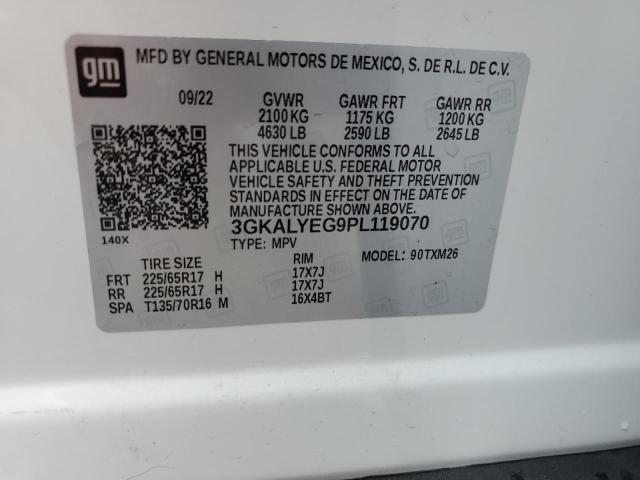 gm
MFD BY GENERAL MOTORS DE MEXICO, S. DE R.L. DE C.V.
09/22 GVWR GAWR FRT GAWR RR
2100 KG 1175 KG 1200 KG
4630 LB 2590 LB 2645 LB
THIS VEHICLE CONFORMS TO ALL
APPLICABLE U.S. FEDERAL MOTOR
VEHICLE SAFETY AND THEFT PREVENTION
STANDARDS IN EFFECT ON THE DATE OF
MANUFACTURE SHOWN ABOVE.
140X
3GKALYEG9PL119070
TYPE: MPV MODEL: 90TXM26
TIRE SIZE RIM
FRT 225/65R17 H 17X7J
RR 225/65R17 H 17X7J
SPA T135/70R16 M 16X4BT